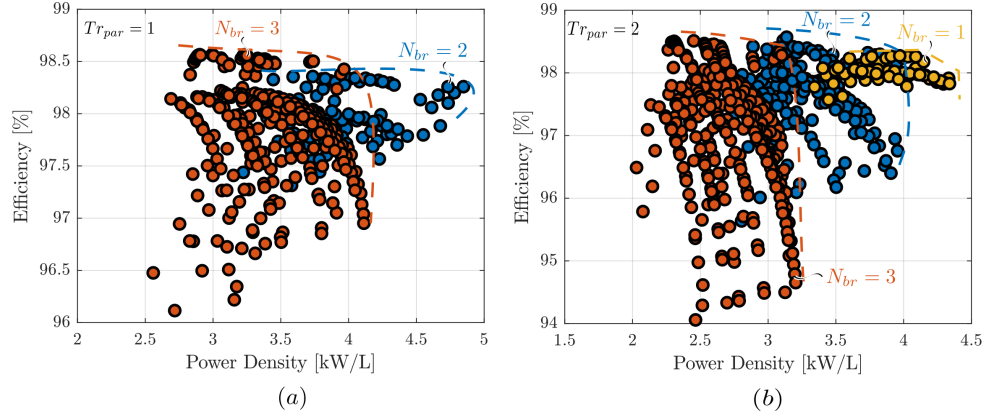 Tr_par = 1
N_br = 3
N_br = 2
Efficiency [%]
99
98.5
98
97.5
97
96.5
96
2
2.5
3
3.5
4
4.5
5
Power Density [kW/L]
(a)
Tr_par = 2
N_br = 2
N_br = 1
N_br = 3
Efficiency [%]
99
98
97
96
95
94
1.5
2
2.5
3
3.5
4
4.5
Power Density [kW/L]
(b)